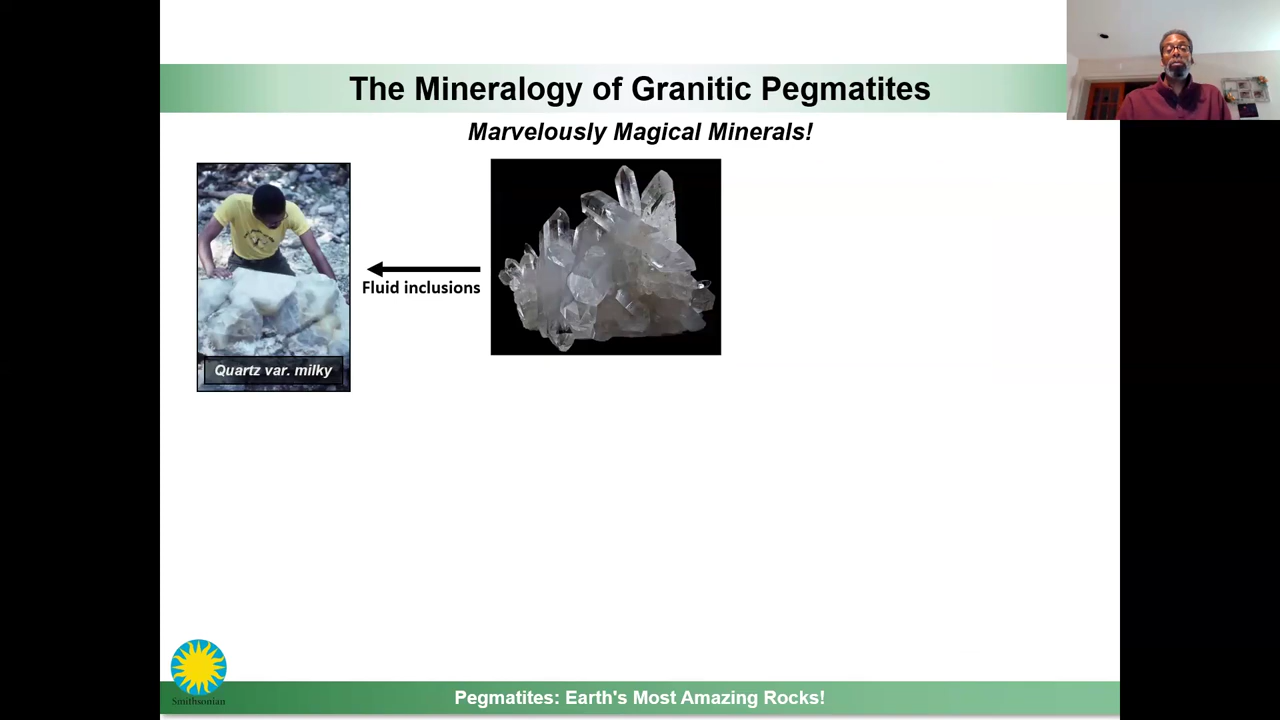 The Mineralogy of Granitic Pegmatites
Marvelously Magical Minerals!
Fluid inclusions
Quartz var. milky
Smithsonian
Pegmatites: Earth's Most Amazing Rocks!